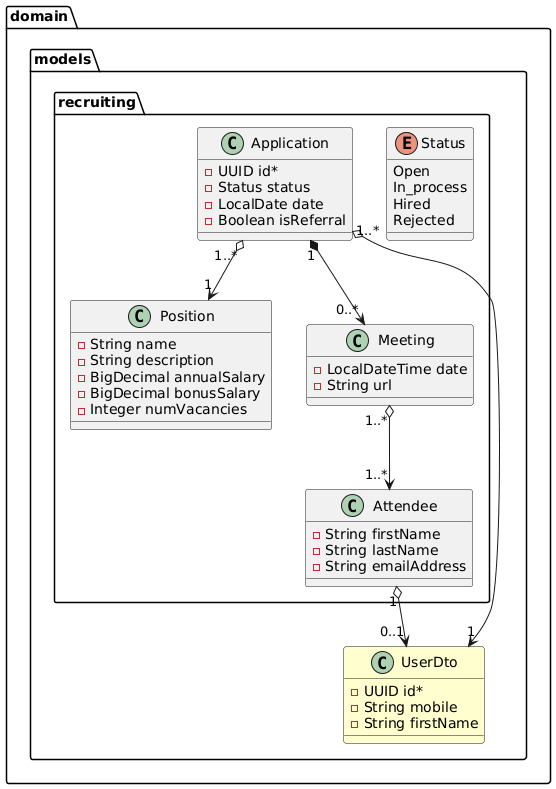 domain
models
recruiting
C Application
UUID id*
Status status
LocalDate date
Boolean isReferral
E Status
Open
In_process
Hired
Rejected
1..*
1
1
0..*
1..*
C Position
String name
String description
BigDecimal annualSalary
BigDecimal bonusSalary
Integer numVacancies
C Meeting
LocalDateTime date
String url
1..*
1..*
C Attendee
String firstName
String lastName
String emailAddress
1
0..1
1
C UserDto
UUID id*
String mobile
String firstName